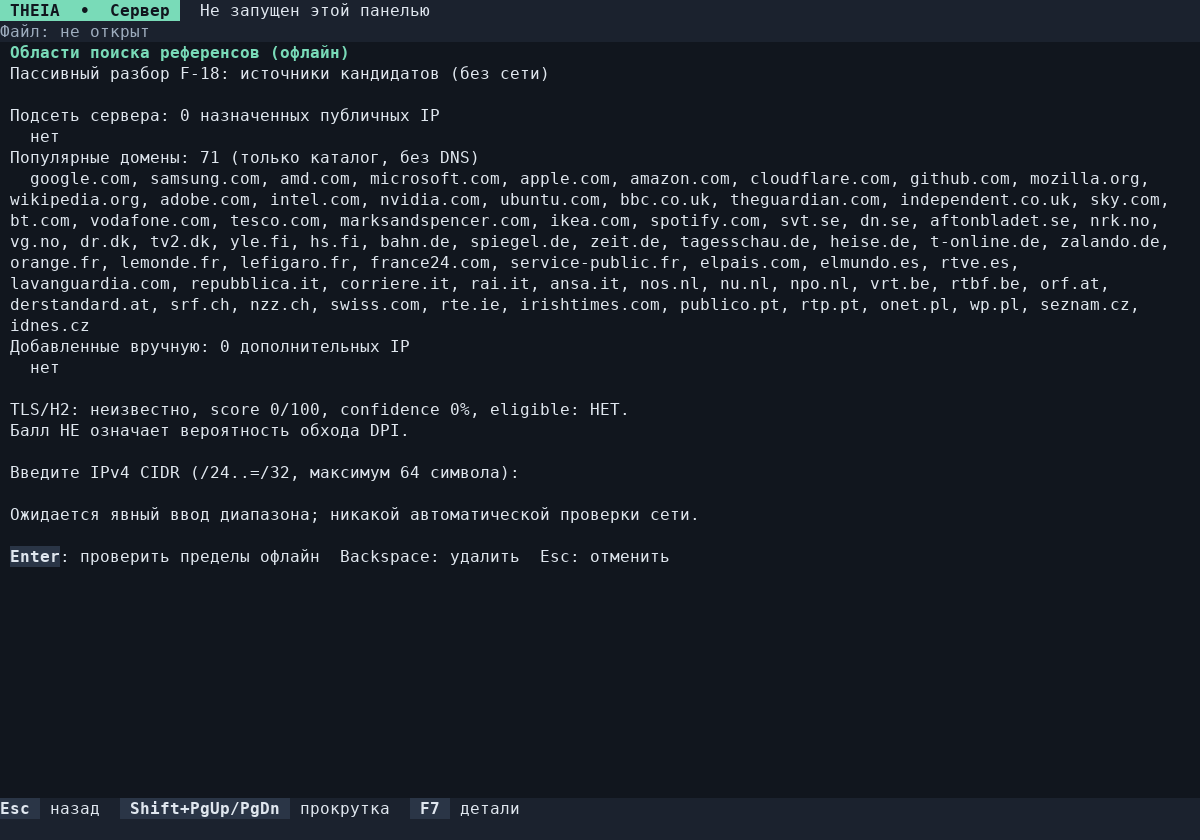 THEIA • Сервер Не запущен этой панелью
Файл: не открыт
Области поиска референсов (офлайн)
Пассивный разбор F-18: источники кандидатов (без сети)
Подсеть сервера: 0 назначенных публичных IP
нет
Популярные домены: 71 (только каталог, без DNS)
google.com, samsung.com, amd.com, microsoft.com, apple.com, amazon.com, cloudflare.com, github.com, mozilla.org,
wikipedia.org, adobe.com, intel.com, nvidia.com, ubuntu.com, bbc.co.uk, theguardian.com, independent.co.uk, sky.com,
bt.com, vodafone.com, tesco.com, marksandspencer.com, ikea.com, spotify.com, svt.se, dn.se, aftonbladet.se, nrk.no,
vg.no, dr.dk, tv2.dk, yle.fi, hs.fi, bahn.de, spiegel.de, zeit.de, tagesschau.de, heise.de, t-online.de, zalando.de,
orange.fr, lemonde.fr, lefigaro.fr, france24.com, service-public.fr, elpais.com, elmundo.es, rtve.es,
lavanguardia.com, repubblica.it, corriere.it, rai.it, ansa.it, nos.nl, nu.nl, npo.nl, vrt.be, rtbf.be, orf.at,
derstandard.at, srf.ch, nzz.ch, swiss.com, rte.ie, irishtimes.com, publico.pt, rtp.pt, onet.pl, wp.pl, seznam.cz,
idnes.cz
Добавленные вручную: 0 дополнительных IP
нет
TLS/H2: неизвестно, score 0/100, confidence 0%, eligible: НЕТ.
Балл НЕ означает вероятность обхода DPI.
Введите IPv4 CIDR (/24..=/32, максимум 64 символа):
Ожидается явный ввод диапазона; никакой автоматической проверки сети.
Enter: проверить пределы офлайн Backspace: удалить Esc: отменить
Esc назад Shift+PgUp/PgDn прокрутка F7 детали